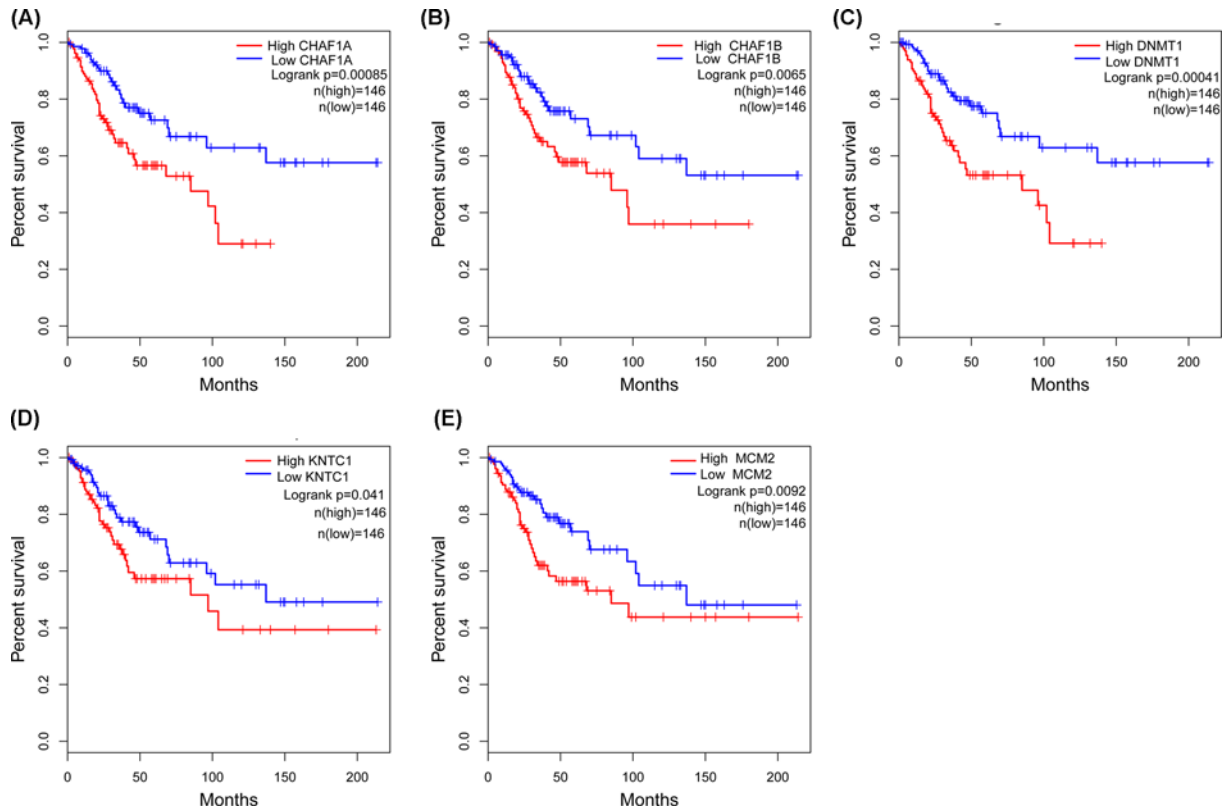 (A)
High CHAF1A
Low CHAF1A
Logrank p=0.00085
n(high)=146
n(low)=146
Percent survival
1.0
0.8
0.6
0.4
0.2
0.0
0 50 100 150 200
Months
(B)
High CHAF1B
Low CHAF1B
Logrank p=0.0065
n(high)=146
n(low)=146
Percent survival
1.0
0.8
0.6
0.4
0.2
0.0
0 50 100 150 200
Months
(C)
High DNMT1
Low DNMT1
Logrank p=0.00041
n(high)=146
n(low)=146
Percent survival
1.0
0.8
0.6
0.4
0.2
0.0
0 50 100 150 200
Months
(D)
High KNTC1
Low KNTC1
Logrank p=0.041
n(high)=146
n(low)=146
Percent survival
1.0
0.8
0.6
0.4
0.2
0.0
0 50 100 150 200
Months
(E)
High MCM2
Low MCM2
Logrank p=0.0092
n(high)=146
n(low)=146
Percent survival
1.0
0.8
0.6
0.4
0.2
0.0
0 50 100 150 200
Months